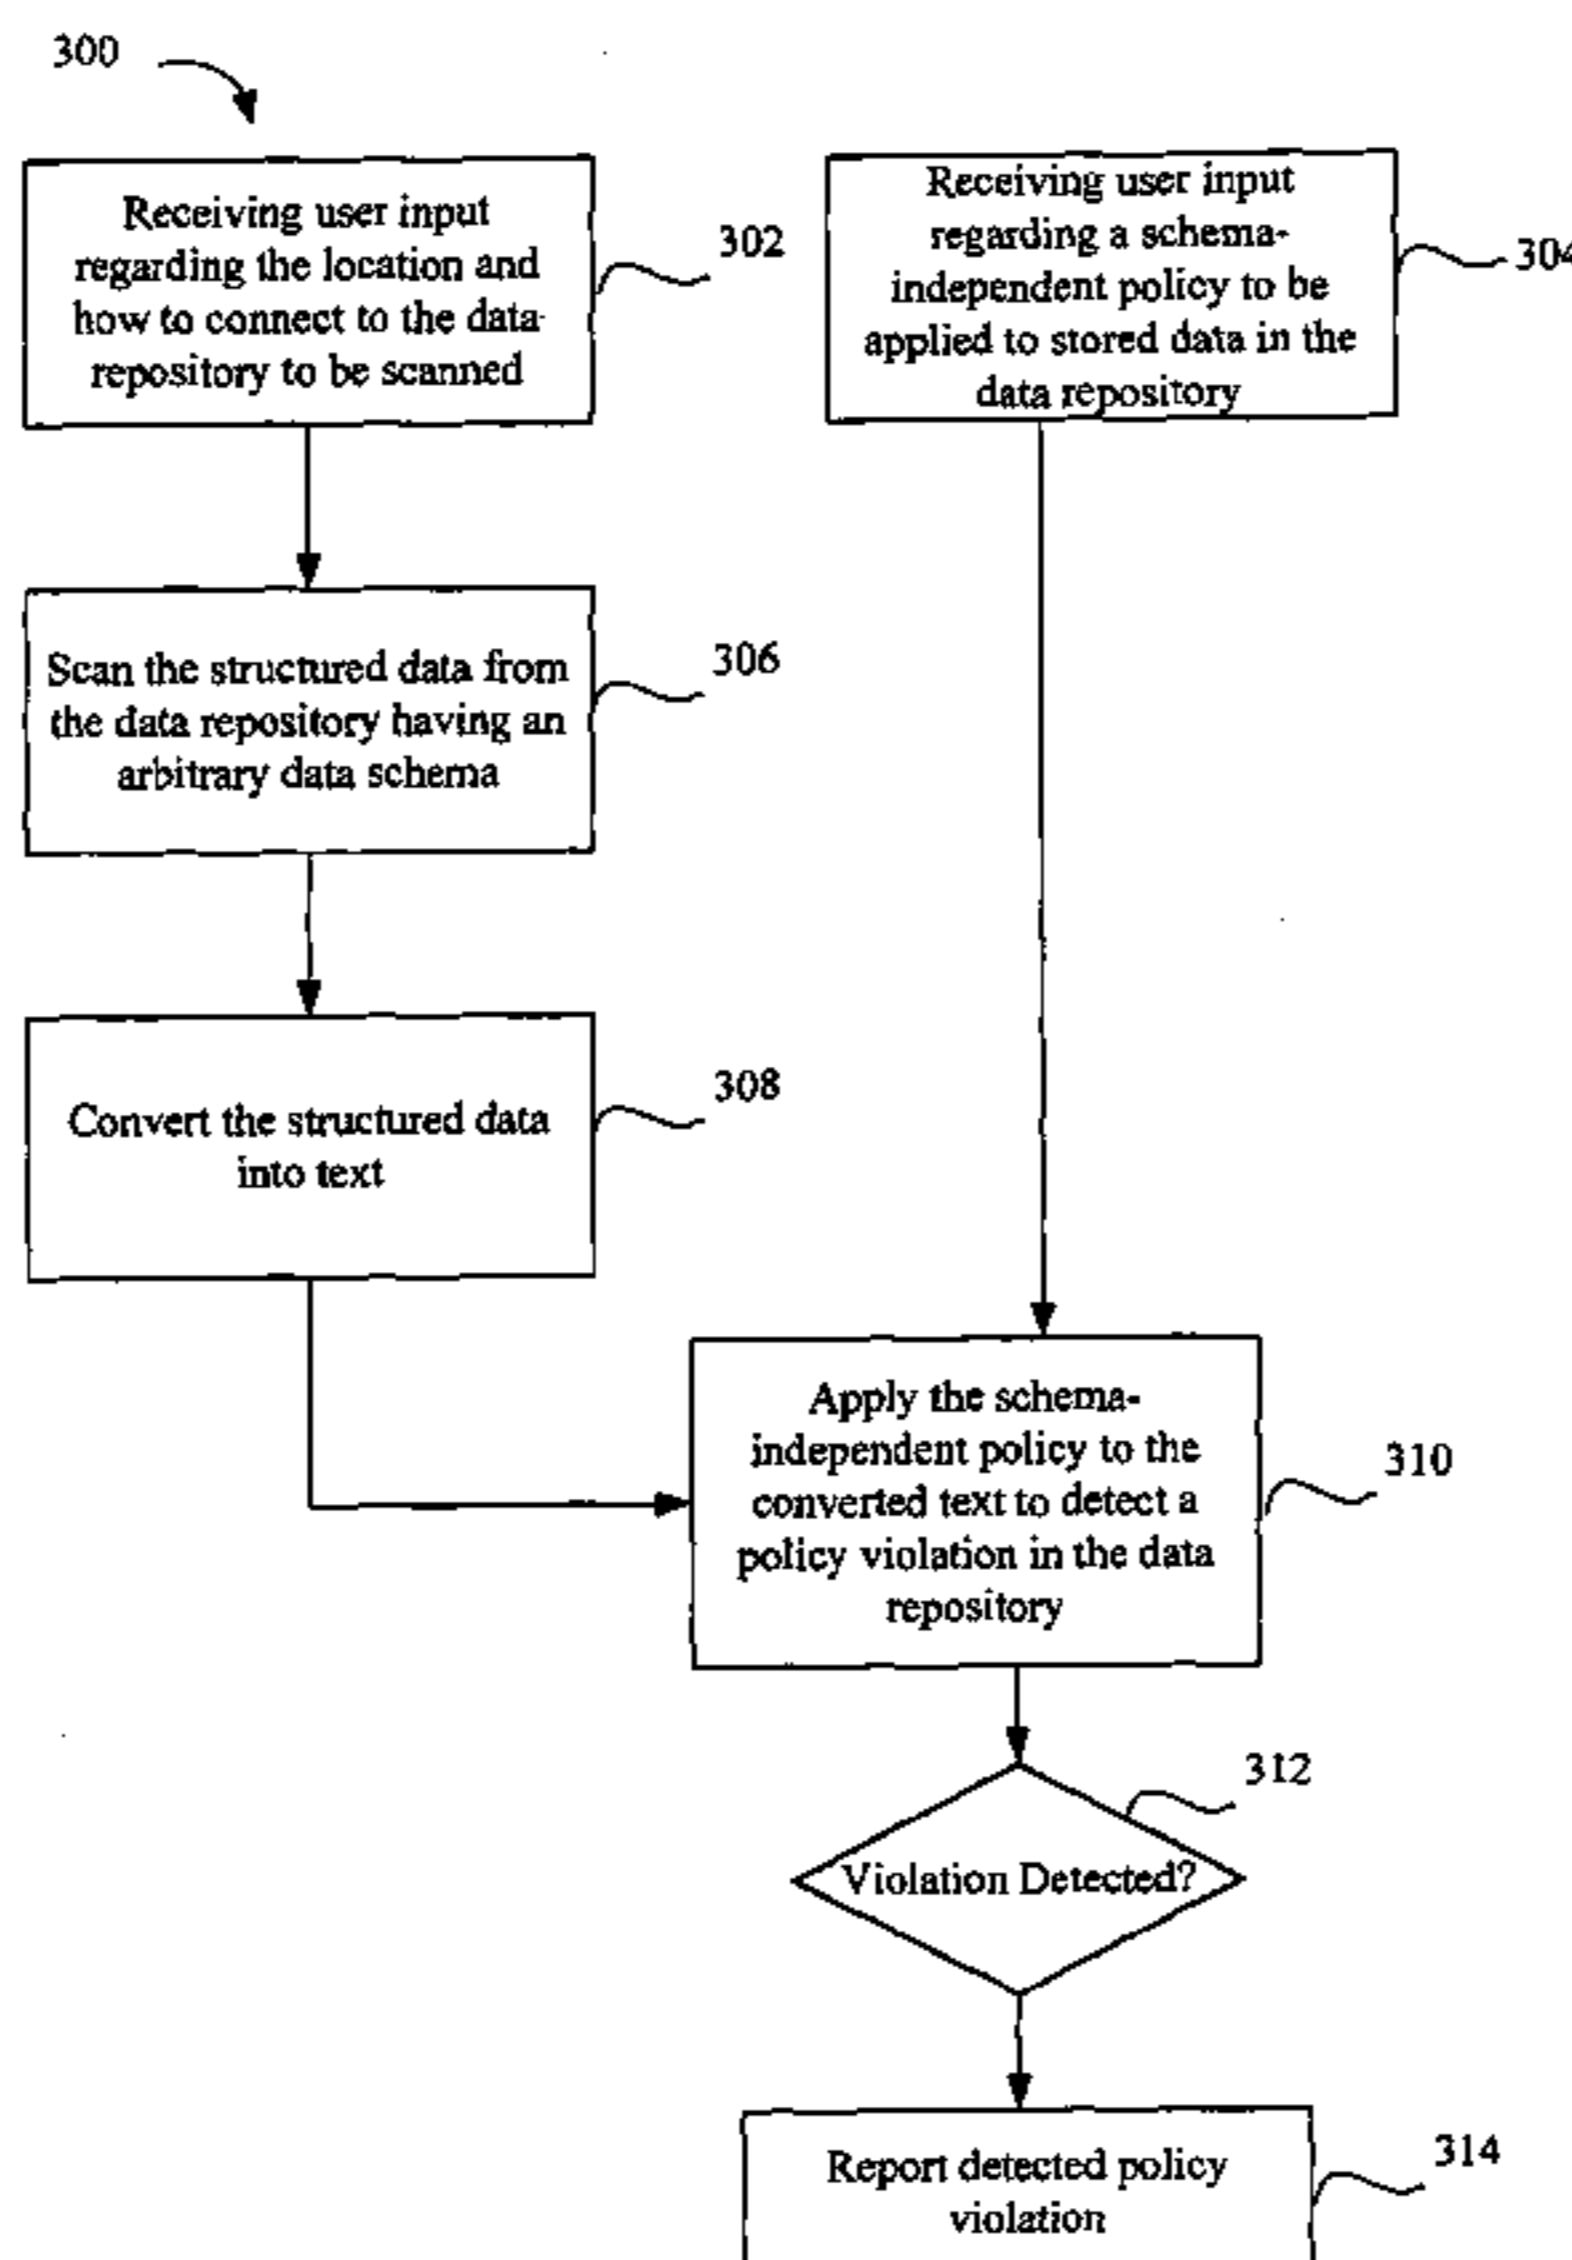 300
Receiving user input
regarding the location and
how to connect to the data
repository to be scanned
302
Receiving user input
regarding a schema-
independent policy to be
applied to stored data in the
data repository
304
Scan the structured data from
the data repository having an
arbitrary data schema
306
Convert the structured data
into text
308
Apply the schema-
independent policy to the
converted text to detect a
policy violation in the data
repository
310
312
Violation Detected?
Report detected policy
violation
314